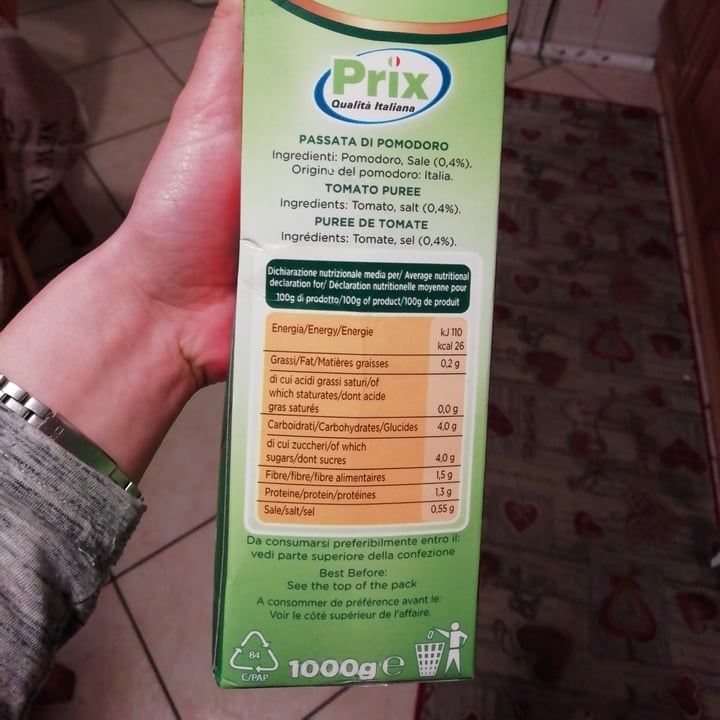 Prix
Qualità Italiana
PASSATA DI POMODORO
Ingredienti: Pomodoro, Sale (0,4%).
Origine del pomodoro: Italia.
TOMATO PUREE
Ingredients: Tomato, salt (0,4%).
PUREE DE TOMATE
Ingrédients: Tomate, sel (0,4%).
Dichiarazione nutrizionale media per/ Average nutritional
declaration for/ Déclaration nutritionelle moyenne pour
100g di prodotto/100g of product/100g de produit
Energia/Energy/Energie kJ 110
kcal 26
Grassi/Fat/Matières graisses 0,2 g
di cui acidi grassi saturi/of
which staturates/dont acide
gras saturés 0,0 g
Carboidrati/Carbohydrates/Glucides 4,0 g
di cui zuccheri/of which
sugars/dont sucres 4,0 g
Fibre/fibre/fibre alimentaires 1,5 g
Proteine/protein/protéines 1,3 g
Sale/salt/sel 0,55 g
Da consumarsi preferibilmente entro il:
vedi parte superiore della confezione
Best Before:
See the top of the pack
A consommer de préférence avant le:
Voir le côté supérieur de l'affaire.
84
C/PAP
1000g e